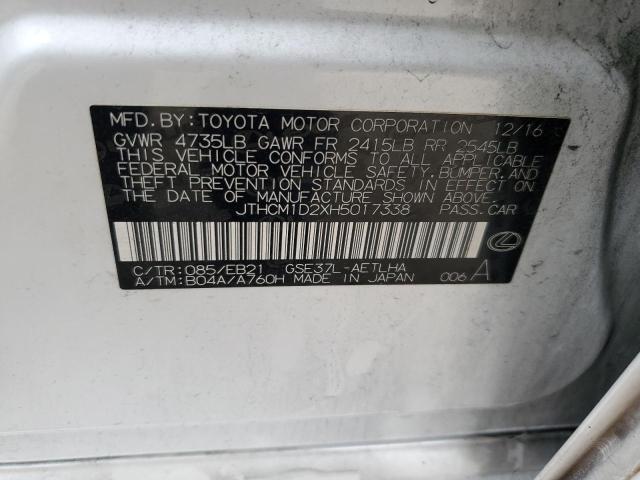 MFD. BY: TOYOTA MOTOR CORPORATION 12/16
GVWR 4735LB GAWR FR 2415LB RR 2545LB
THIS VEHICLE CONFORMS TO ALL APPLICABLE
FEDERAL MOTOR VEHICLE SAFETY, BUMPER, AND
THEFT PREVENTION STANDARDS IN EFFECT ON
THE DATE OF MANUFACTURE SHOWN ABOVE.
JTHCM1D2XH5017338 PASS.CAR
C/TR: 085/EB21 GSE37L-AETLHA
A/TM: B04A/A760H MADE IN JAPAN 006 A